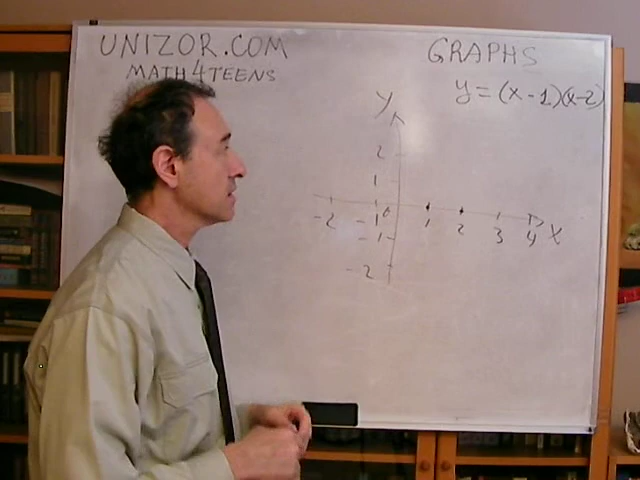 UNIZOR.COM
MATH4TEENS
GRAPHS
y = (x - 1)(x-2)
Y
2
1
-2 -1 0 1 2 3 4 X
-1
-2